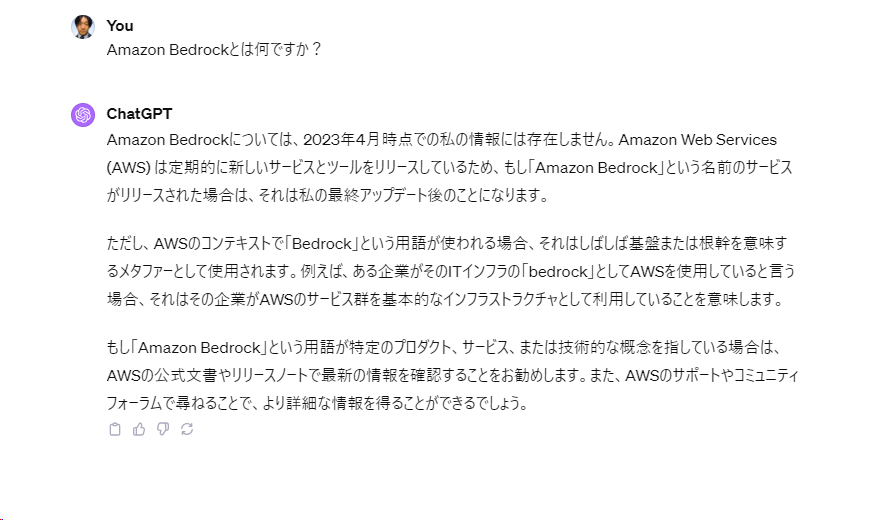 You
Amazon Bedrockとは何ですか？
ChatGPT
Amazon Bedrockについては、2023年4月時点での私の情報には存在しません。Amazon Web Services
(AWS) は定期的に新しいサービスとツールをリリースしているため、もし「Amazon Bedrock」という名前のサービス
がリリースされた場合は、それは私の最終アップデート後のことになります。
ただし、AWSのコンテキストで「Bedrock」という用語が使われる場合、それはしばしば基盤または根幹を意味す
るメタファーとして使用されます。例えば、ある企業がそのITインフラの「bedrock」としてAWSを使用していると言う
場合、それはその企業がAWSのサービス群を基本的なインフラストラクチャとして利用していることを意味します。
もし「Amazon Bedrock」という用語が特定のプロダクト、サービス、または技術的な概念を指している場合は、
AWSの公式文書やリリースノートで最新の情報を確認することをお勧めします。また、AWSのサポートやコミュニティ
フォーラムで尋ねることで、より詳細な情報を得ることができるでしょう。